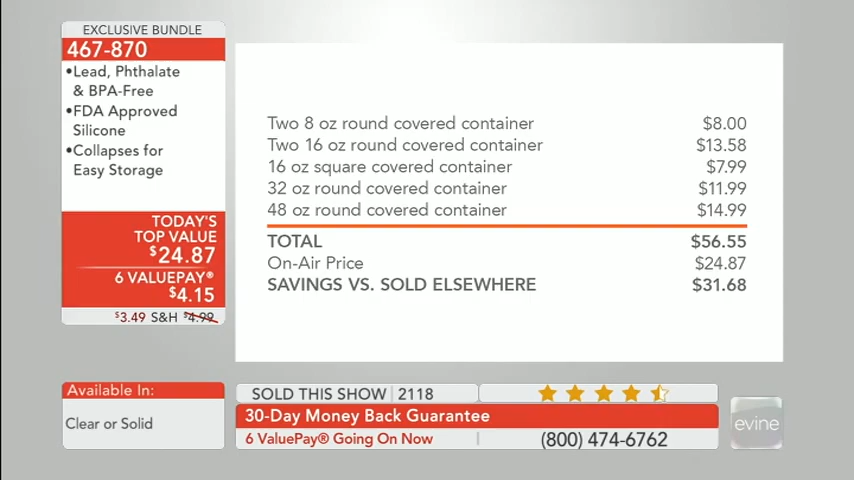 EXCLUSIVE BUNDLE
467-870
•Lead, Phthalate
& BPA-Free
•FDA Approved
Silicone
•Collapses for
Easy Storage
TODAY'S
TOP VALUE
$24.87
6 VALUEPAY®
$4.15
$3.49 S&H $4.99
Two 8 oz round covered container $8.00
Two 16 oz round covered container $13.58
16 oz square covered container $7.99
32 oz round covered container $11.99
48 oz round covered container $14.99
TOTAL $56.55
On-Air Price $24.87
SAVINGS VS. SOLD ELSEWHERE $31.68
Available In:
Clear or Solid
SOLD THIS SHOW 2118
30-Day Money Back Guarantee
6 ValuePay® Going On Now (800) 474-6762
evine